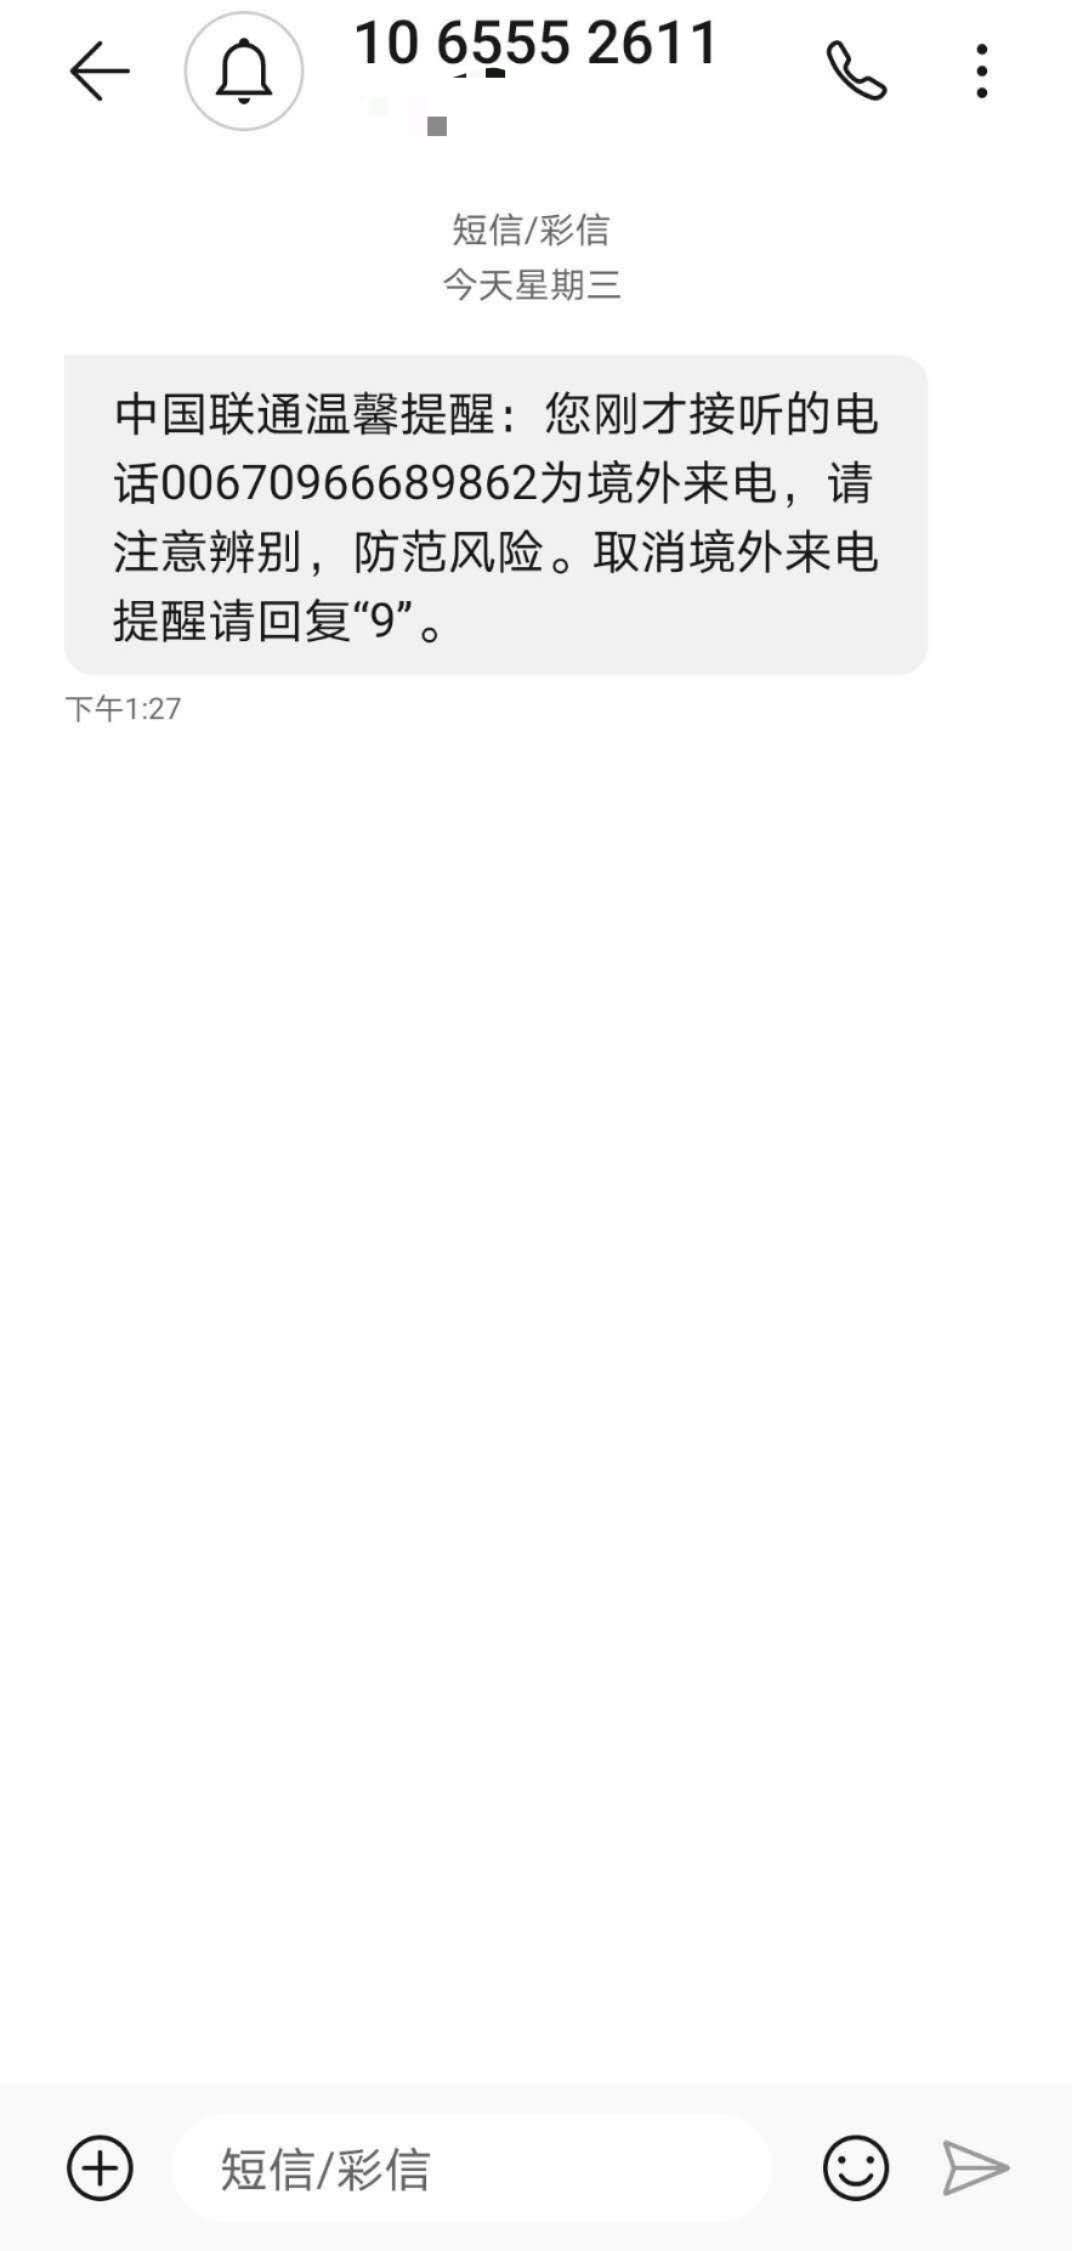 10 6555 2611
短信/彩信
今天星期三
中国联通温馨提醒：您刚才接听的电
话00670966689862为境外来电，请
注意辨别，防范风险。取消境外来电
提醒请回复“9”。
下午1:27
短信/彩信